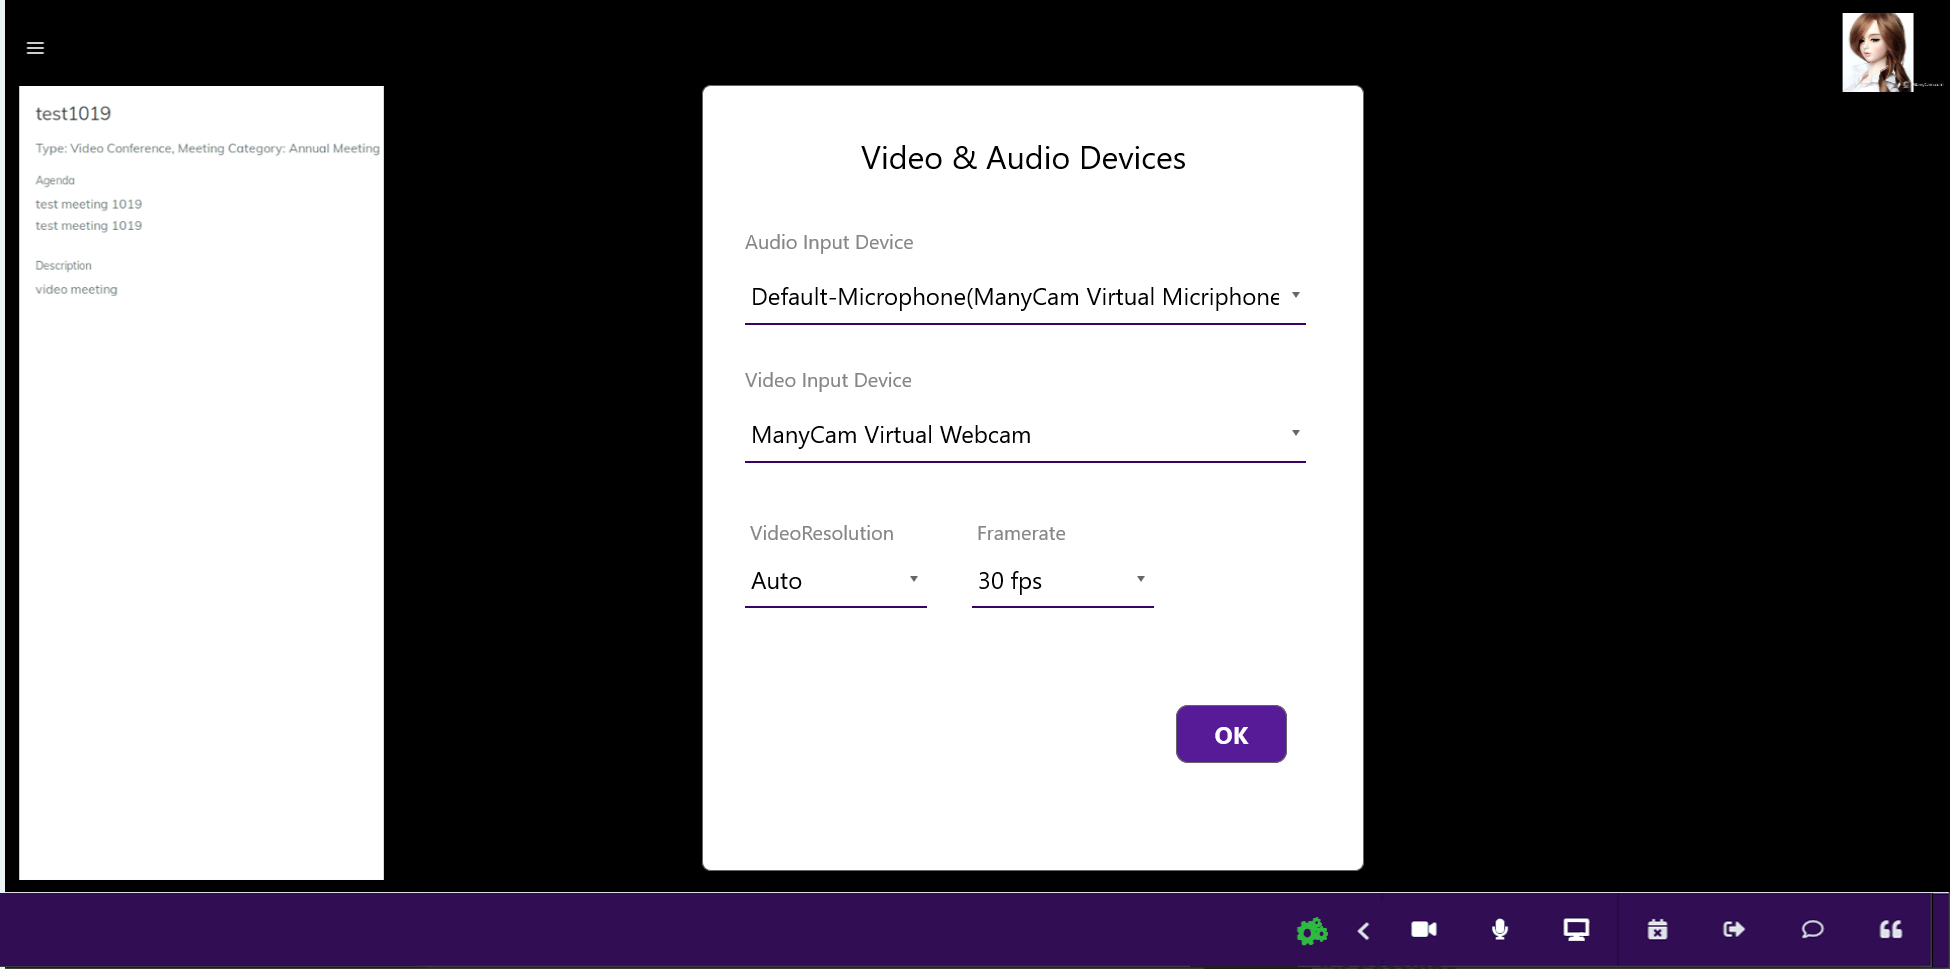 test1019
Type: Video Conference, Meeting Category: Annual Meeting
Agenda
test meeting 1019
test meeting 1019
Description
video meeting
Video & Audio Devices
Audio Input Device
Default-Microphone(ManyCam Virtual Micriphone
Video Input Device
ManyCam Virtual Webcam
VideoResolution
Framerate
Auto
30 fps
OK